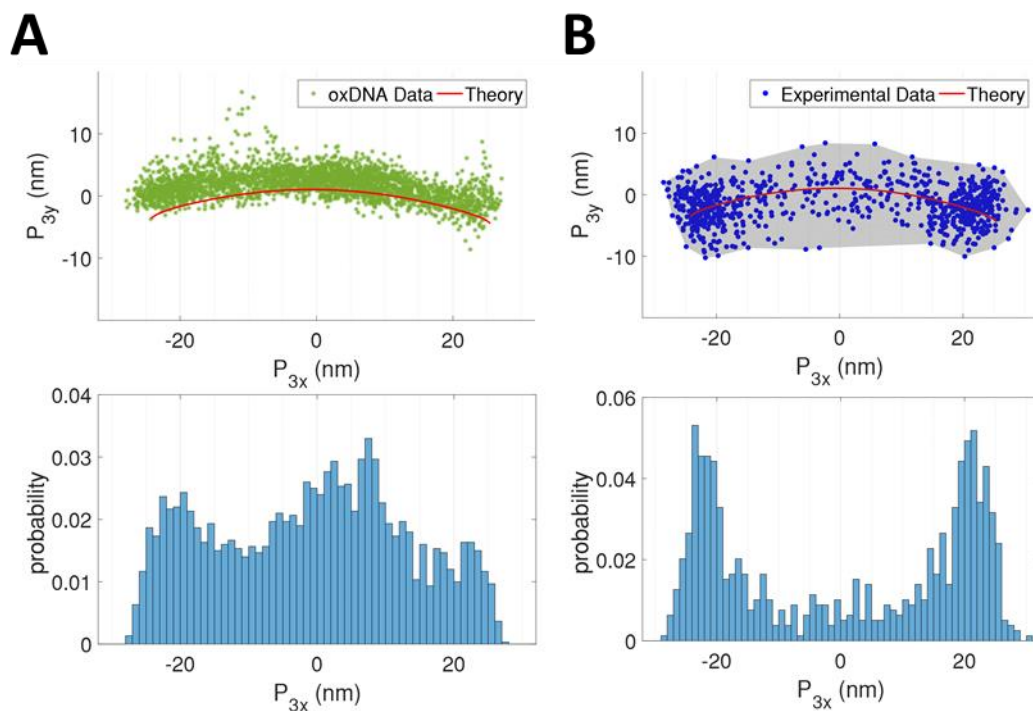 A
B
oxDNA Data
Theory
P3y (nm)
10
0
-10
-20
0
20
P3x (nm)
Experimental Data
Theory
P3y (nm)
10
0
-10
-20
0
20
P3x (nm)
probability
0.04
0.03
0.02
0.01
0
-20
0
20
P3x (nm)
probability
0.06
0.04
0.02
0
-20
0
20
P3x (nm)